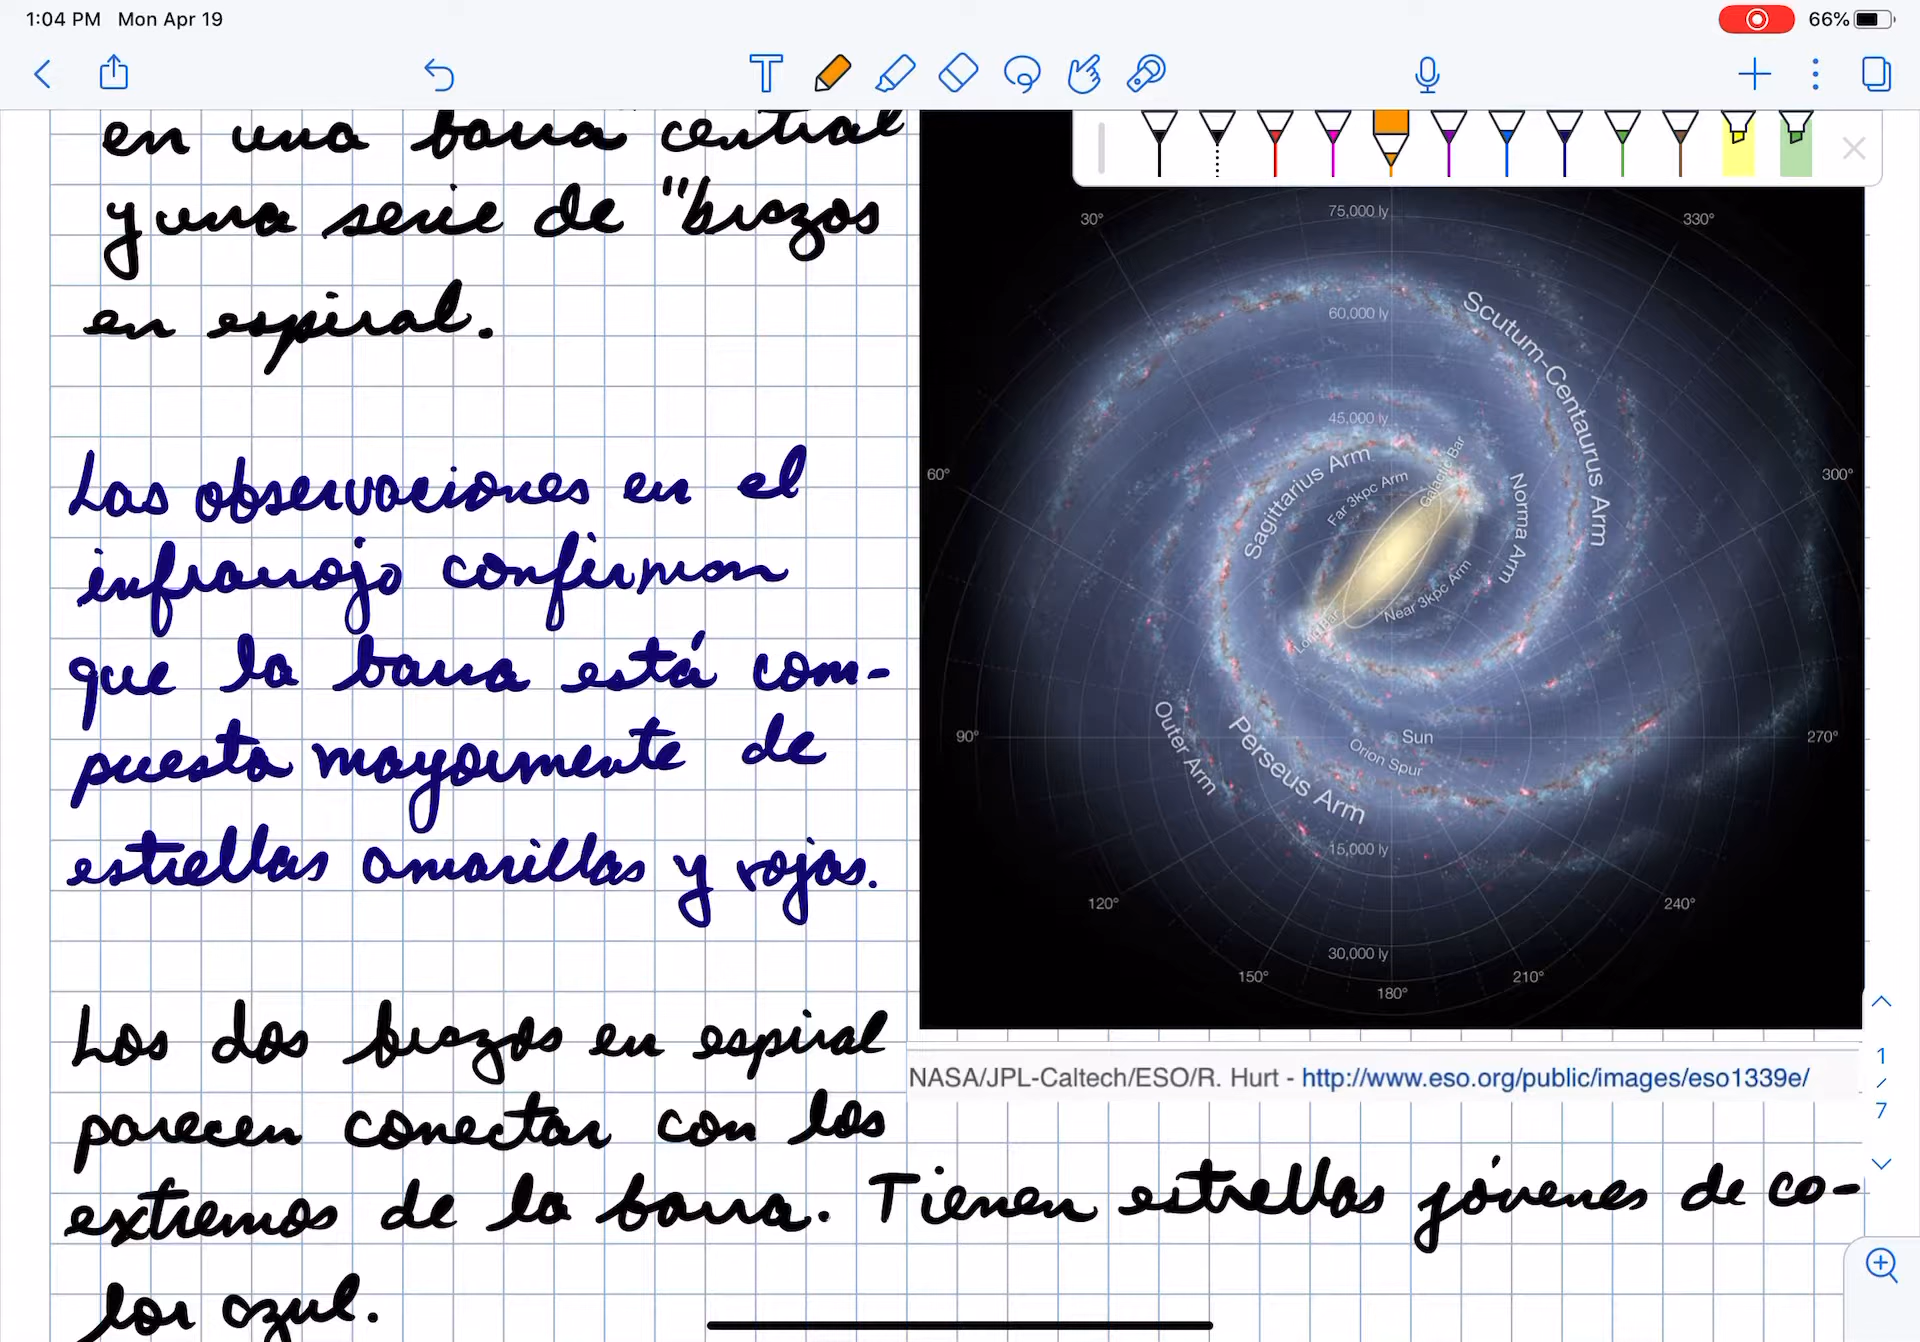 1:04 PM Mon Apr 19
66%
en una barra central
y una serie de "brazos
en espiral.
Las observaciones en el
infrarrojo confirman
que la barra está com-
puesta mayormente de
estrellas amarillas y rojas.
Los dos brazos en espiral
parecen conectar con los
extremos de la barra. Tienen estrellas jóvenes de co-
lor azul.
30°
75,000 ly
330°
60,000 ly
Scutum-Centaurus Arm
45,000 ly
60°
300°
Sagittarius Arm
Far 3kpc Arm
Galactic Bar
Norma Arm
Near 3kpc Arm
Long Bar
Outer Arm
Perseus Arm
Sun
Orion Spur
90°
270°
15,000 ly
120°
240°
30,000 ly
150°
210°
180°
NASA/JPL-Caltech/ESO/R. Hurt - http://www.eso.org/public/images/eso1339e/
1
/
7